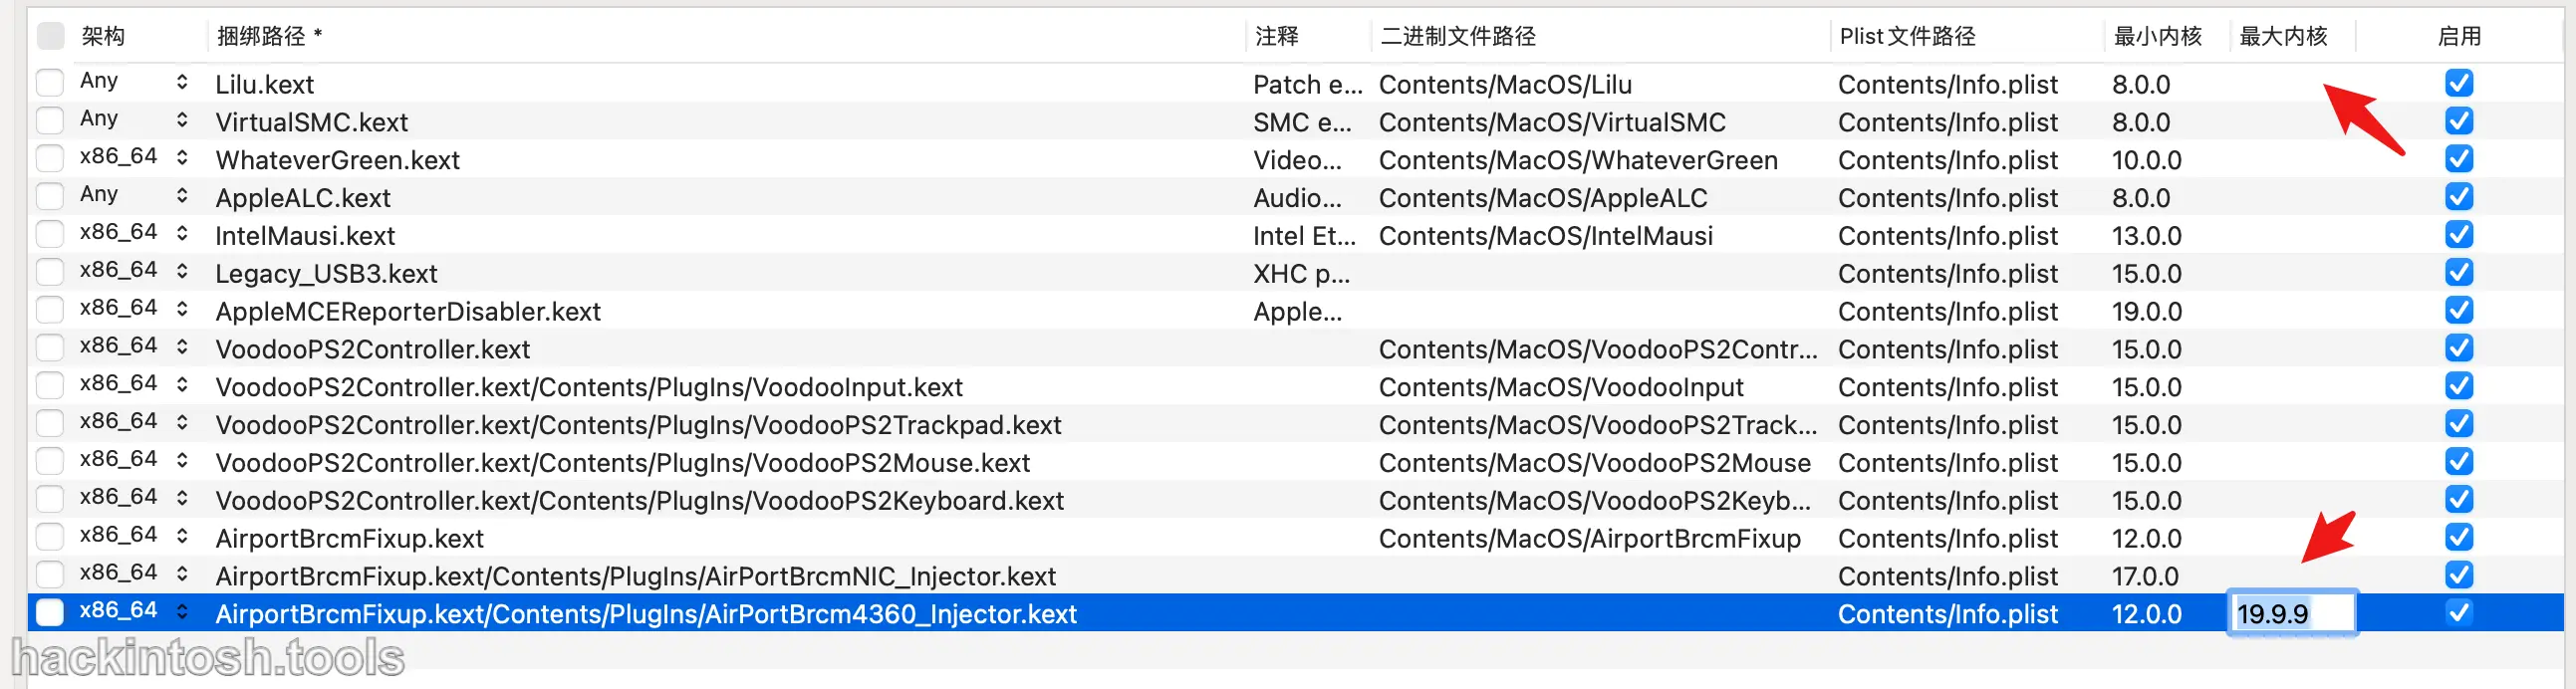 架构 捆绑路径 * 注释 二进制文件路径 Plist 文件路径 最小内核 最大内核 启用
Any Lilu.kext Patch e... Contents/MacOS/Lilu Contents/Info.plist 8.0.0
Any VirtualSMC.kext SMC e... Contents/MacOS/VirtualSMC Contents/Info.plist 8.0.0
x86_64 WhateverGreen.kext Video... Contents/MacOS/WhateverGreen Contents/Info.plist 10.0.0
Any AppleALC.kext Audio... Contents/MacOS/AppleALC Contents/Info.plist 8.0.0
x86_64 IntelMausi.kext Intel Et... Contents/MacOS/IntelMausi Contents/Info.plist 13.0.0
x86_64 Legacy_USB3.kext XHC p... Contents/Info.plist 15.0.0
x86_64 AppleMCEReporterDisabler.kext Apple... Contents/Info.plist 19.0.0
x86_64 VoodooPS2Controller.kext Contents/MacOS/VoodooPS2Contr... Contents/Info.plist 15.0.0
x86_64 VoodooPS2Controller.kext/Contents/PlugIns/VoodooInput.kext Contents/MacOS/VoodooInput Contents/Info.plist 15.0.0
x86_64 VoodooPS2Controller.kext/Contents/PlugIns/VoodooPS2Trackpad.kext Contents/MacOS/VoodooPS2Track... Contents/Info.plist 15.0.0
x86_64 VoodooPS2Controller.kext/Contents/PlugIns/VoodooPS2Mouse.kext Contents/MacOS/VoodooPS2Mouse Contents/Info.plist 15.0.0
x86_64 VoodooPS2Controller.kext/Contents/PlugIns/VoodooPS2Keyboard.kext Contents/MacOS/VoodooPS2Keyb... Contents/Info.plist 15.0.0
x86_64 AirportBrcmFixup.kext Contents/MacOS/AirportBrcmFixup Contents/Info.plist 12.0.0
x86_64 AirportBrcmFixup.kext/Contents/PlugIns/AirPortBrcmNIC_Injector.kext Contents/Info.plist 17.0.0
x86_64 AirportBrcmFixup.kext/Contents/PlugIns/AirPortBrcm4360_Injector.kext Contents/Info.plist 12.0.0 19.9.9
hackintosh.tools